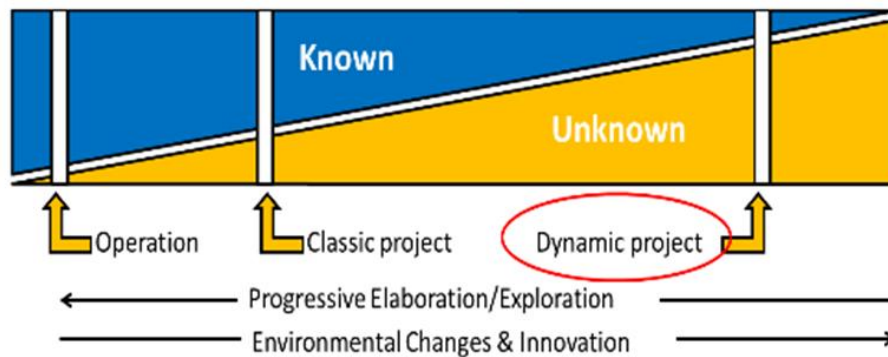 Known
Unknown
Operation
Classic project
Dynamic project
Progressive Elaboration/Exploration
Environmental Changes & Innovation